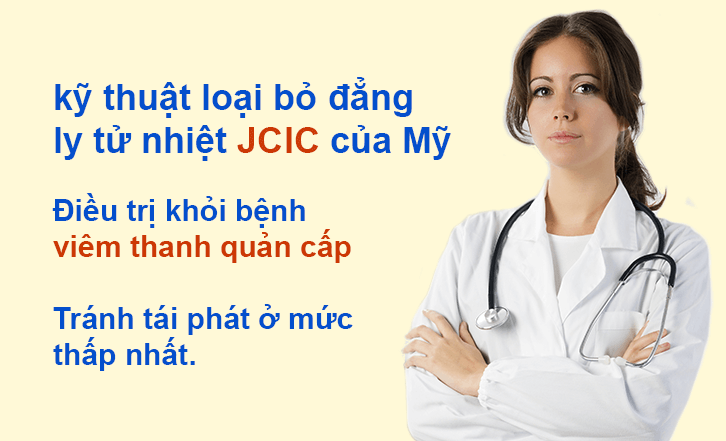 kỹ thuật loại bỏ đẳng
ly tử nhiệt JCIC của Mỹ
Điều trị khỏi bệnh
viêm thanh quản cấp
Tránh tái phát ở mức
thấp nhất.